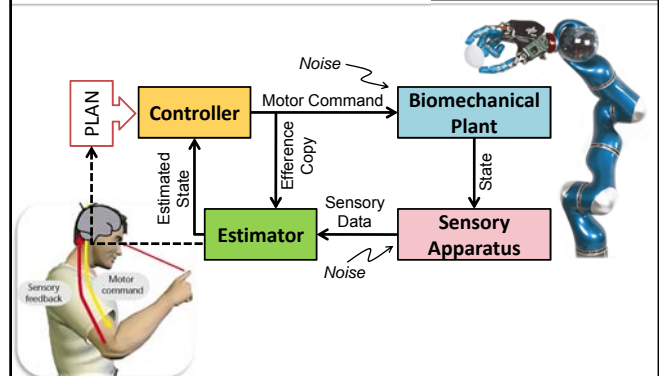 Noise
PLAN
Controller
Motor Command
Biomechanical
Plant
Estimated
State
Efference
Copy
State
Sensory
Data
Estimator
Sensory
Apparatus
Noise
Sensory
feedback
Motor
command